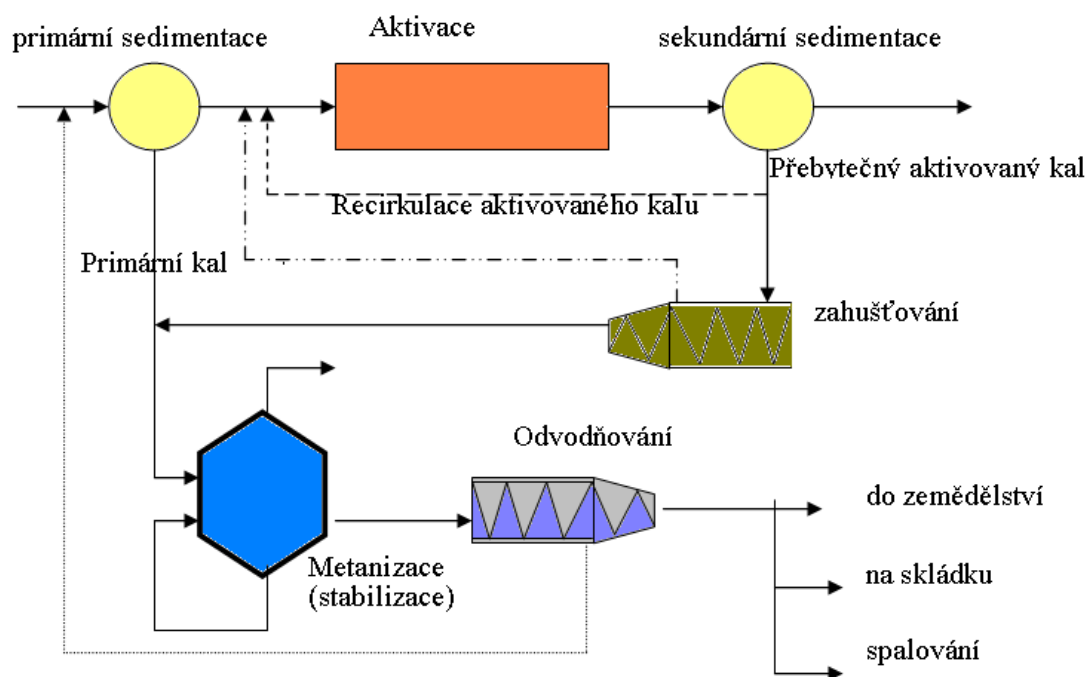 Aktivace
primární sedimentace
sekundární sedimentace
Přebytečný aktivovaný kal
Recirkulace aktivovaného kalu
Primární kal
zahušťování
Odvodňování
do zemědělství
Metanizace
(stabilizace)
na skládku
spalování